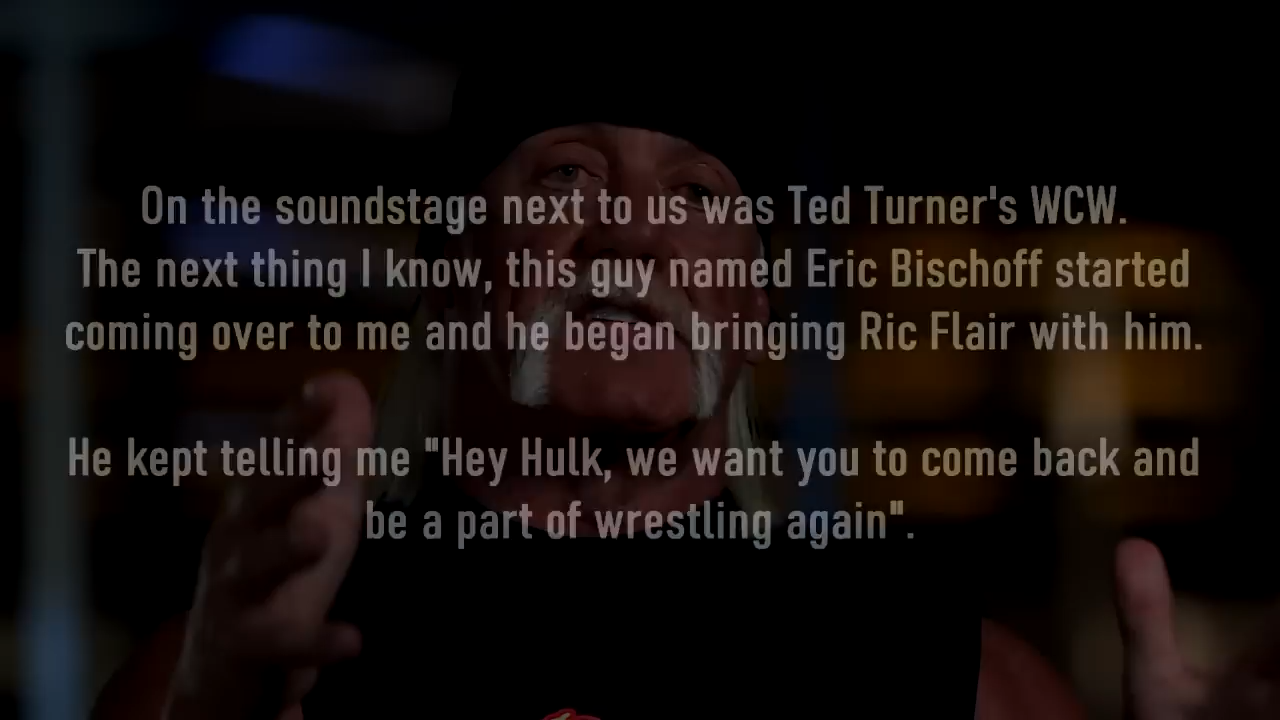 On the soundstage next to us was Ted Turner's WCW.
The next thing I know, this guy named Eric Bischoff started
coming over to me and he began bringing Ric Flair with him.
He kept telling me "Hey Hulk, we want you to come back and
be a part of wrestling again".